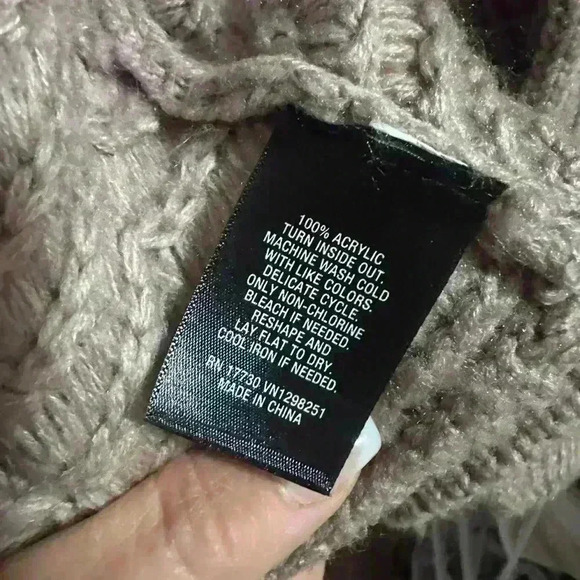 100% ACRYLIC
TURN INSIDE OUT.
MACHINE WASH COLD
WITH LIKE COLORS.
DELICATE CYCLE.
ONLY NON-CHLORINE
BLEACH IF NEEDED.
RESHAPE AND
LAY FLAT TO DRY.
COOL IRON IF NEEDED.
RN 17730 VN1298251
MADE IN CHINA